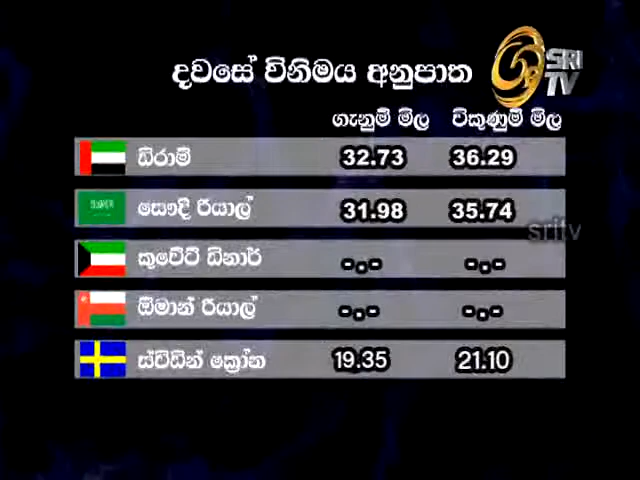 දවසේ විනිමය අනුපාත
SRI TV
ගැනුම් මිල විකුණුම් මිල
ඩිරාම් 32.73 36.29
සෞදි රියාල් 31.98 35.74
sritv
කුවේට් ඩිනාර් -.- -.-
ඕමාන් රියාල් -.- -.-
ස්විඩින් ක්‍රෝන 19.35 21.10